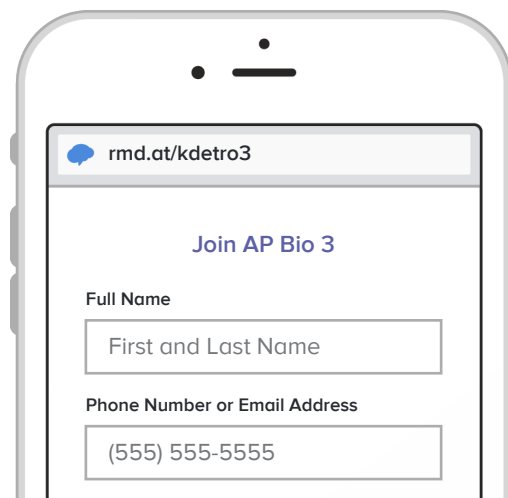 rmd.at/kdetro3
Join AP Bio 3
Full Name
First and Last Name
Phone Number or Email Address
(555) 555-5555